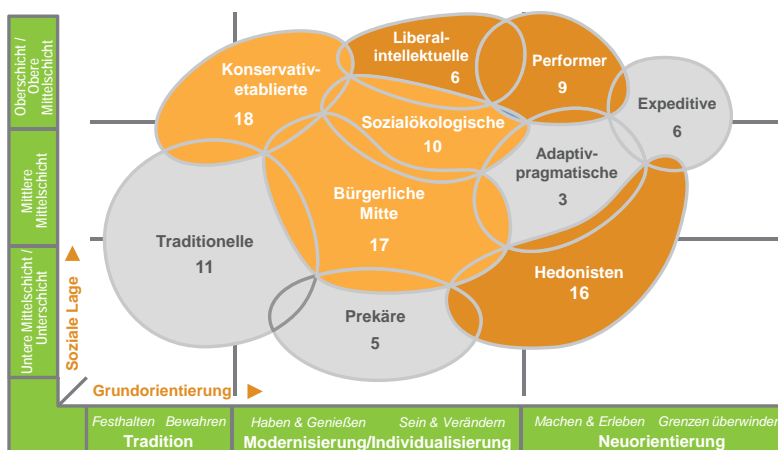 Oberschicht /
Obere
Mittelschicht
Mittlere
Mittelschicht
Untere Mittelschicht /
Unterschicht
Soziale Lage
Konservativ-
etablierte
18
Liberal-
intellektuelle
6
Performer
9
Expeditive
6
Sozialökologische
10
Adaptiv-
pragmatische
3
Bürgerliche
Mitte
17
Traditionelle
11
Hedonisten
16
Prekäre
5
Grundorientierung
Festhalten Bewahren
Tradition
Haben & Genießen Sein & Verändern
Modernisierung/Individualisierung
Machen & Erleben Grenzen überwinden
Neuorientierung